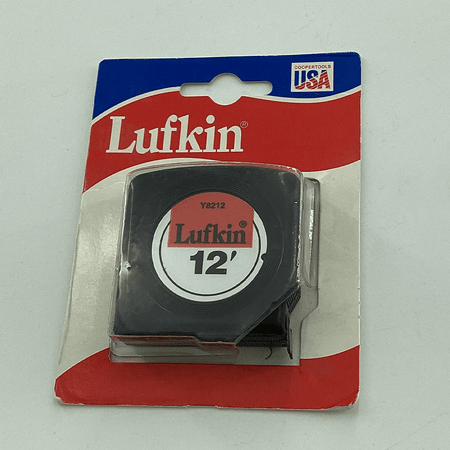 COOPERTOOLS
USA
Lufkin®
Y8212
Lufkin®
12'